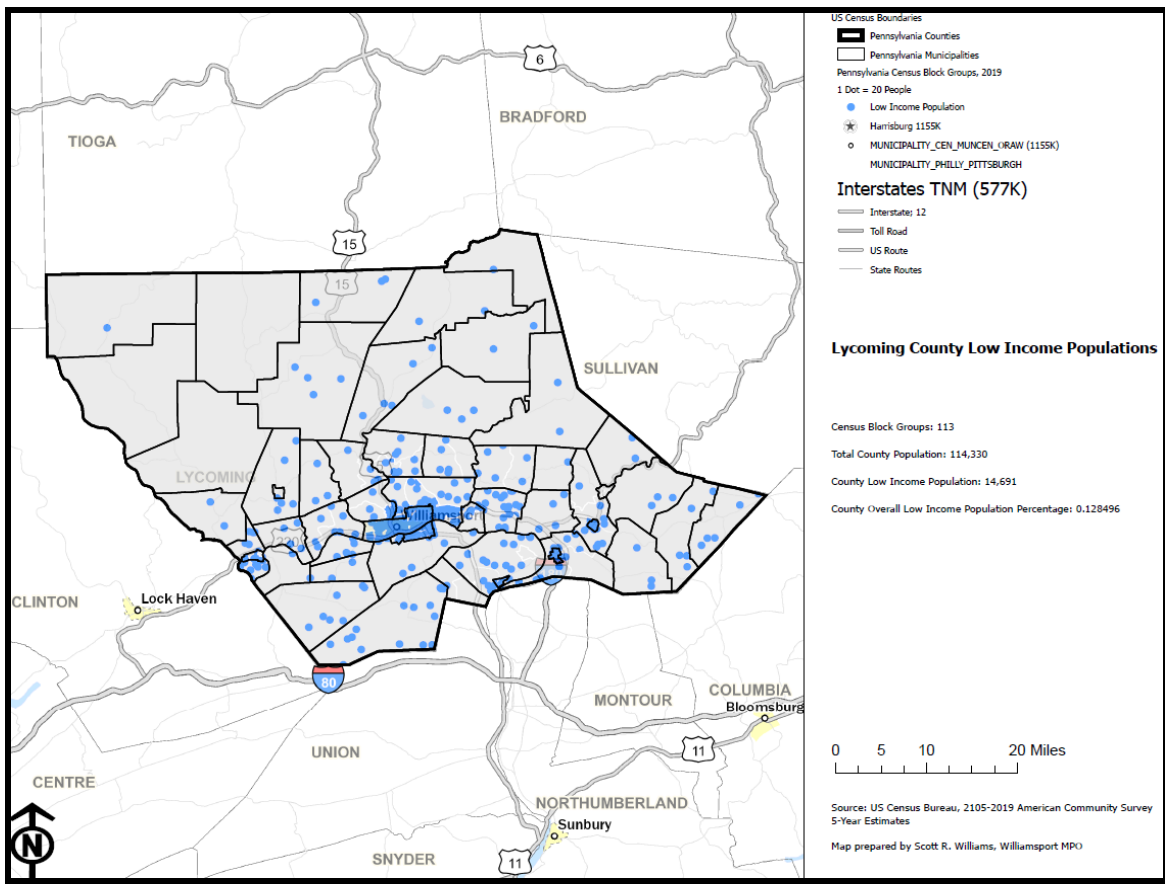 6
BRADFORD
TIOGA
15
15
SULLIVAN
LYCOMING
Williamsport
220
CLINTON
Lock Haven
80
MONTOUR
COLUMBIA
Bloomsburg
UNION
11
CENTRE
NORTHUMBERLAND
Sunbury
SNYDER
11
N
US Census Boundaries
Pennsylvania Counties
Pennsylvania Municipalities
Pennsylvania Census Block Groups, 2019
1 Dot = 20 People
Low Income Population
Harrisburg 1155K
MUNICIPALITY_CEN_MUNCEN_ORAW (1155K)
MUNICIPALITY_PHILLY_PITTSBURGH
Interstates TNM (577K)
Interstate; 12
Toll Road
US Route
State Routes
Lycoming County Low Income Populations
Census Block Groups: 113
Total County Population: 114,330
County Low Income Population: 14,691
County Overall Low Income Population Percentage: 0.128496
0 5 10 20 Miles
Source: US Census Bureau, 2105-2019 American Community Survey
5-Year Estimates
Map prepared by Scott R. Williams, Williamsport MPO